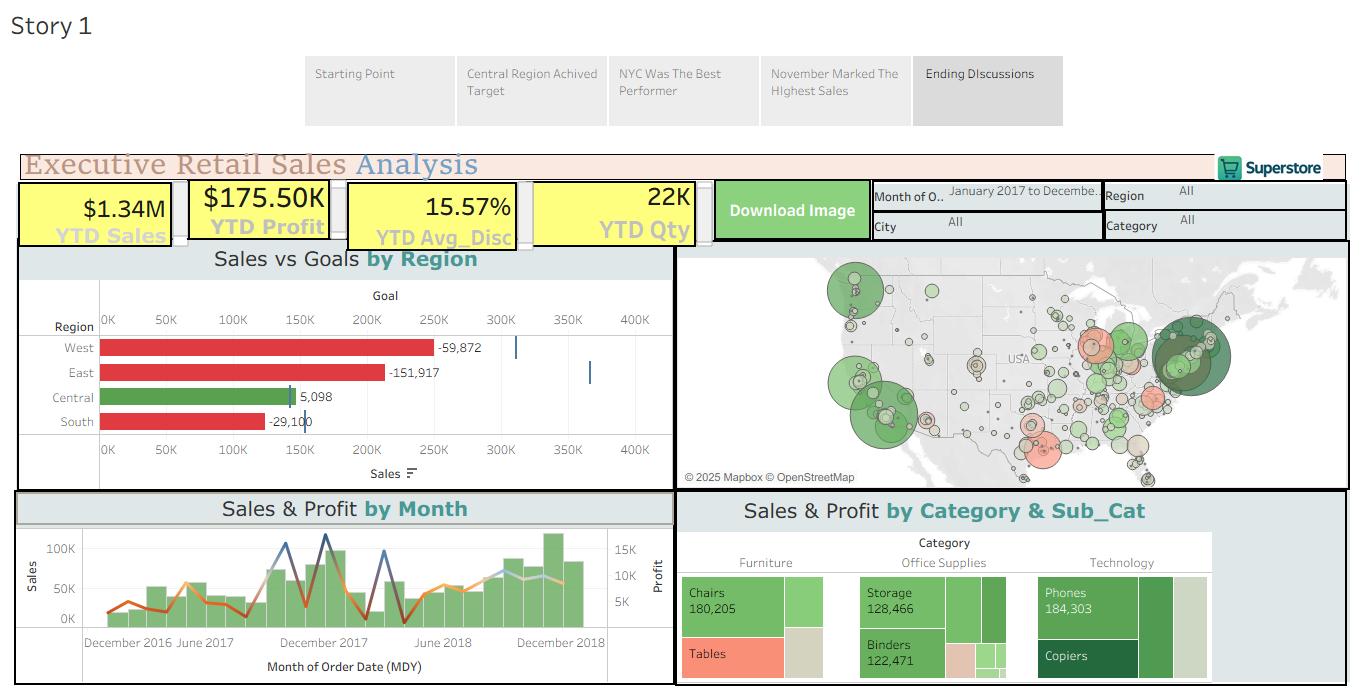 Story 1
Starting Point
Central Region Achived
Target
NYC Was The Best
Performer
November Marked The
HIghest Sales
Ending DIscussions
Executive Retail Sales Analysis
Superstore
$1.34M
YTD Sales
$175.50K
YTD Profit
15.57%
YTD Avg_Disc
22K
YTD Qty
Download Image
Month of O.. January 2017 to Decembe..
Region All
City All
Category All
Sales vs Goals by Region
Goal
Region
0K 50K 100K 150K 200K 250K 300K 350K 400K
West -59,872
East -151,917
Central 5,098
South -29,100
0K 50K 100K 150K 200K 250K 300K 350K 400K
Sales
USA
© 2025 Mapbox © OpenStreetMap
Sales & Profit by Month
Sales
100K
50K
0K
15K
10K
5K
Profit
December 2016 June 2017 December 2017 June 2018 December 2018
Month of Order Date (MDY)
Sales & Profit by Category & Sub_Cat
Category
Furniture Office Supplies Technology
Chairs
180,205
Tables
Storage
128,466
Binders
122,471
Phones
184,303
Copiers